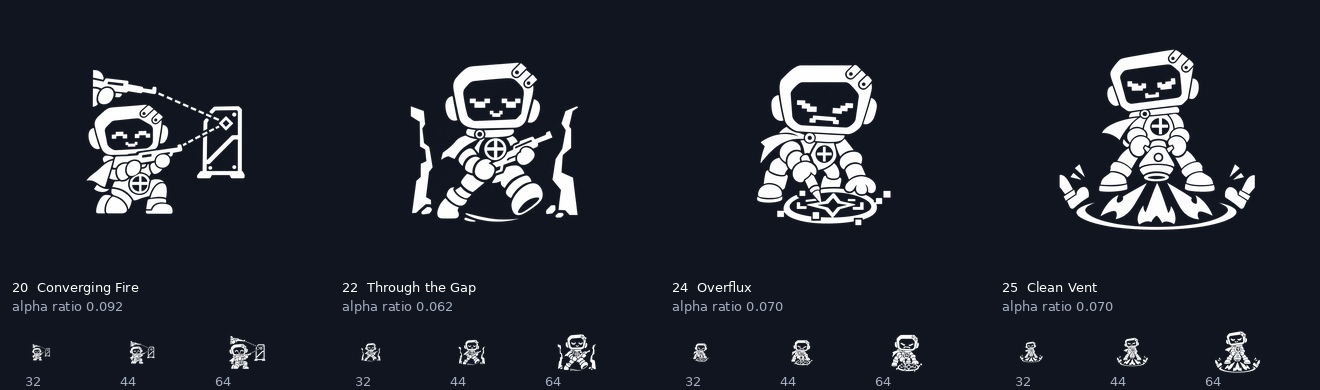 20 Converging Fire
alpha ratio 0.092
32
44
64
22 Through the Gap
alpha ratio 0.062
32
44
64
24 Overflux
alpha ratio 0.070
32
44
64
25 Clean Vent
alpha ratio 0.070
32
44
64